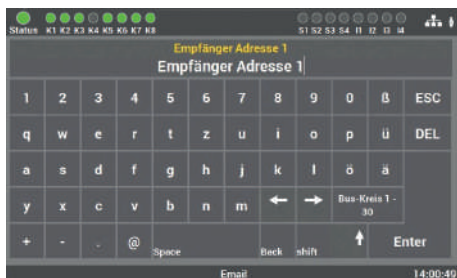 Status K1 K2 K3 K4 K5 K6 K7 K8 S1 S2 S3 S4 I1 I2 I3 I4
Empfänger Adresse 1
Empfänger Adresse 1
1 2 3 4 5 6 7 8 9 0 ß ESC
q w e r t z u i o p ü DEL
a s d f g h j k l ö ä
y x c v b n m ← → Bus-Kreis 1 -
30
+ - . @ Space Back shift ↑ Enter
Email 14:00:49